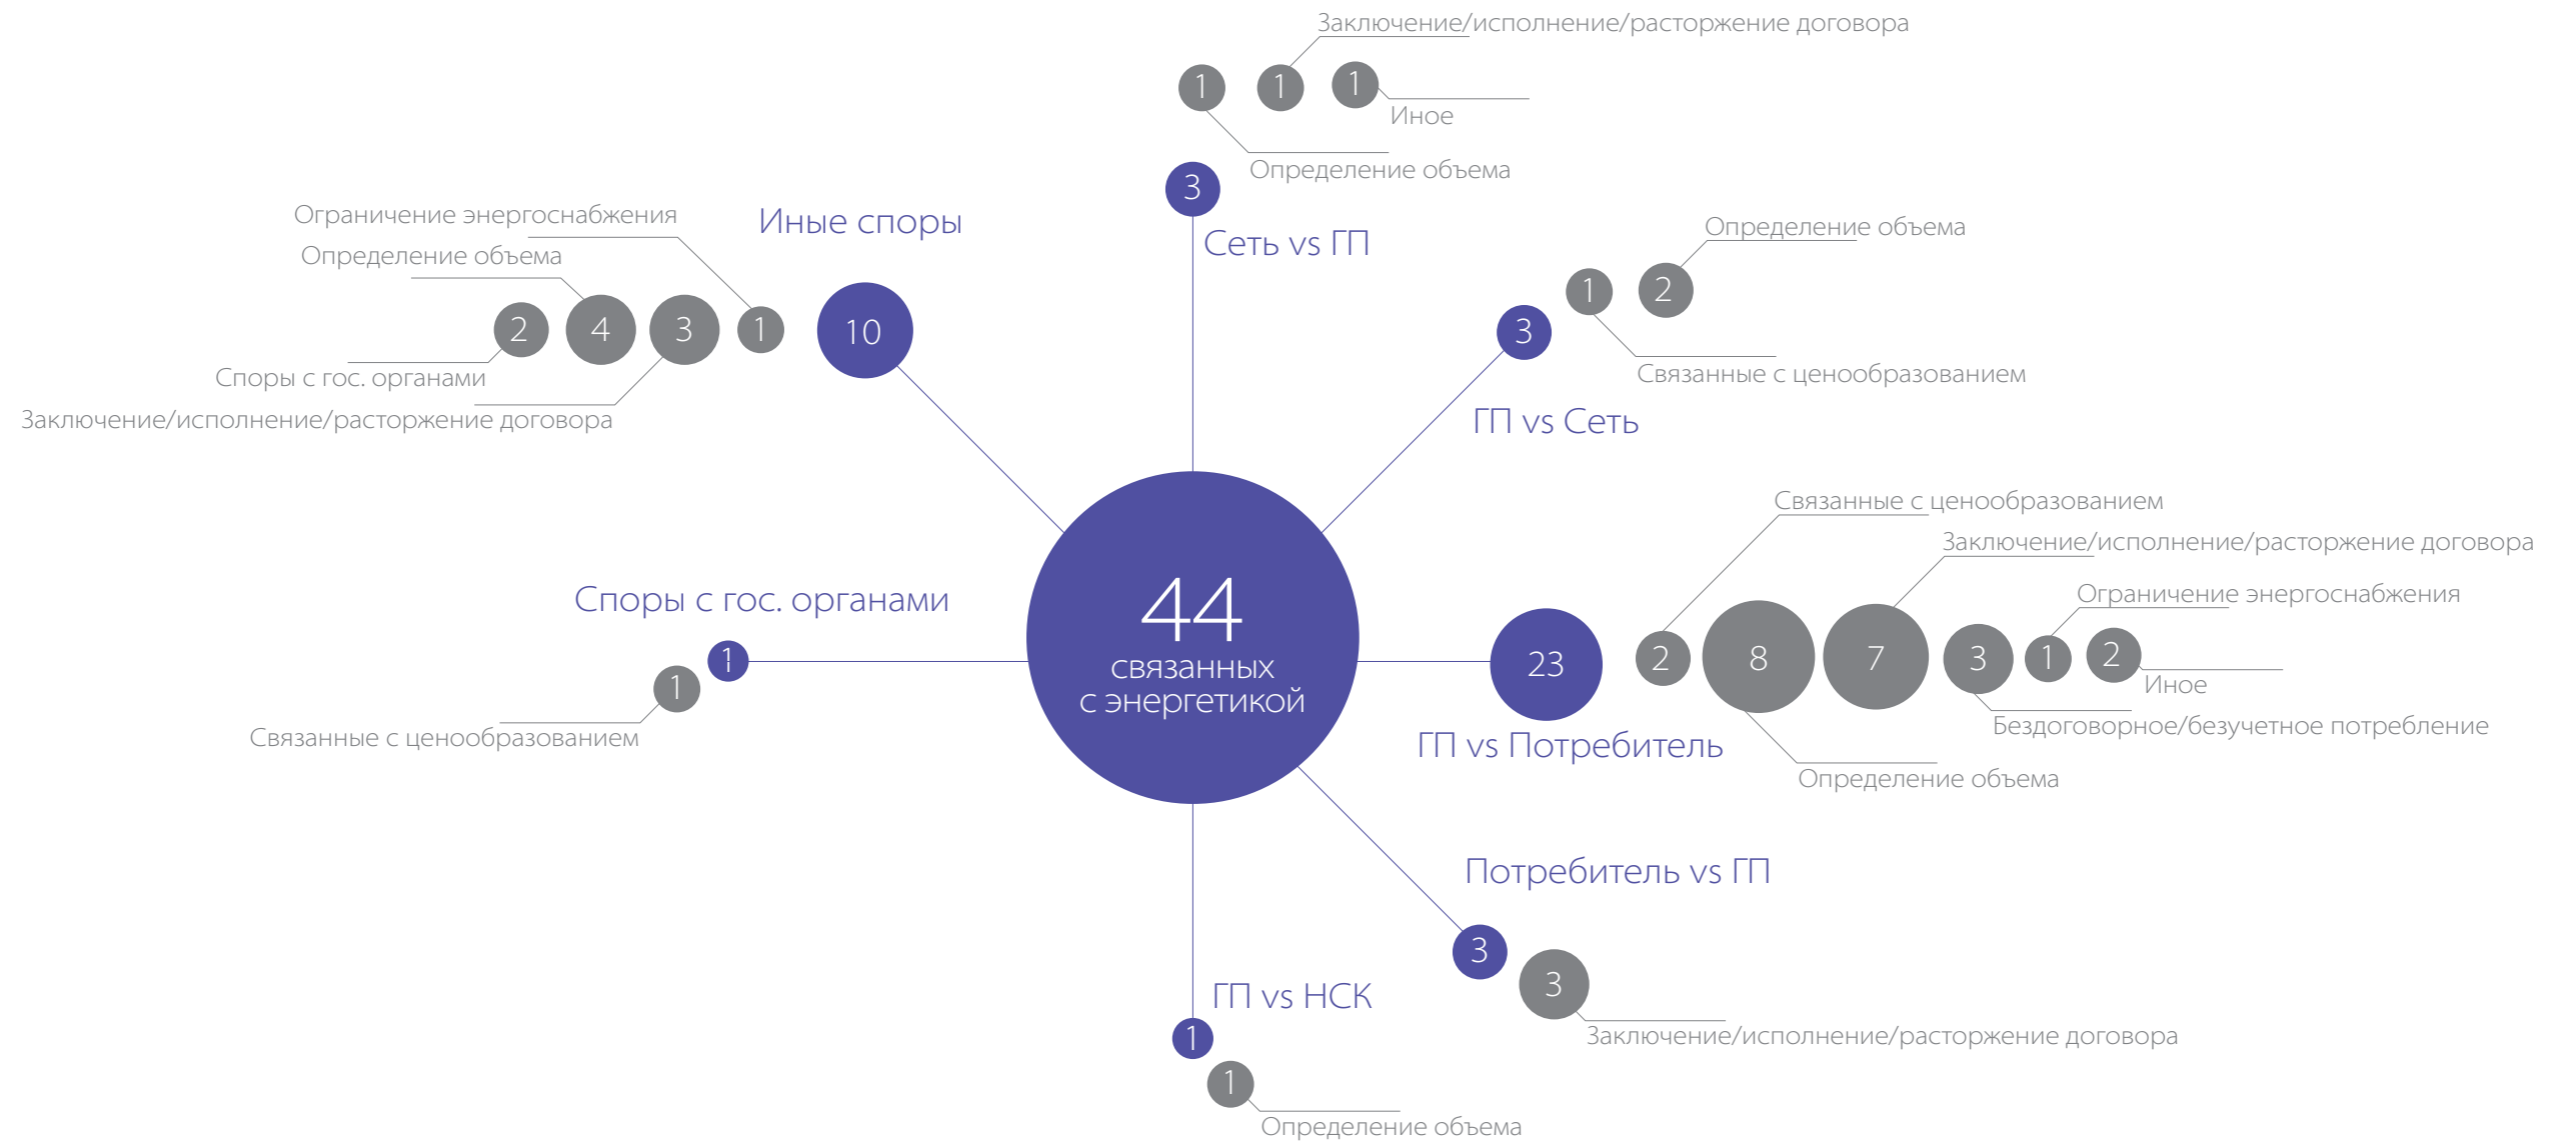 Заключение/исполнение/расторжение договора
1
1
1
Иное
Определение объема
3
Сеть vs ГП
Иные споры
Ограничение энергоснабжения
Определение объема
2
4
3
1
10
Споры с гос. органами
Заключение/исполнение/расторжение договора
Определение объема
1
2
3
Связанные с ценообразованием
ГП vs Сеть
44
связанных
с энергетикой
Связанные с ценообразованием
Заключение/исполнение/расторжение договора
Ограничение энергоснабжения
23
2
8
7
3
1
2
Иное
Бездоговорное/безучетное потребление
ГП vs Потребитель
Определение объема
Споры с гос. органами
1
1
Связанные с ценообразованием
Потребитель vs ГП
3
3
Заключение/исполнение/расторжение договора
ГП vs НСК
1
1
Определение объема